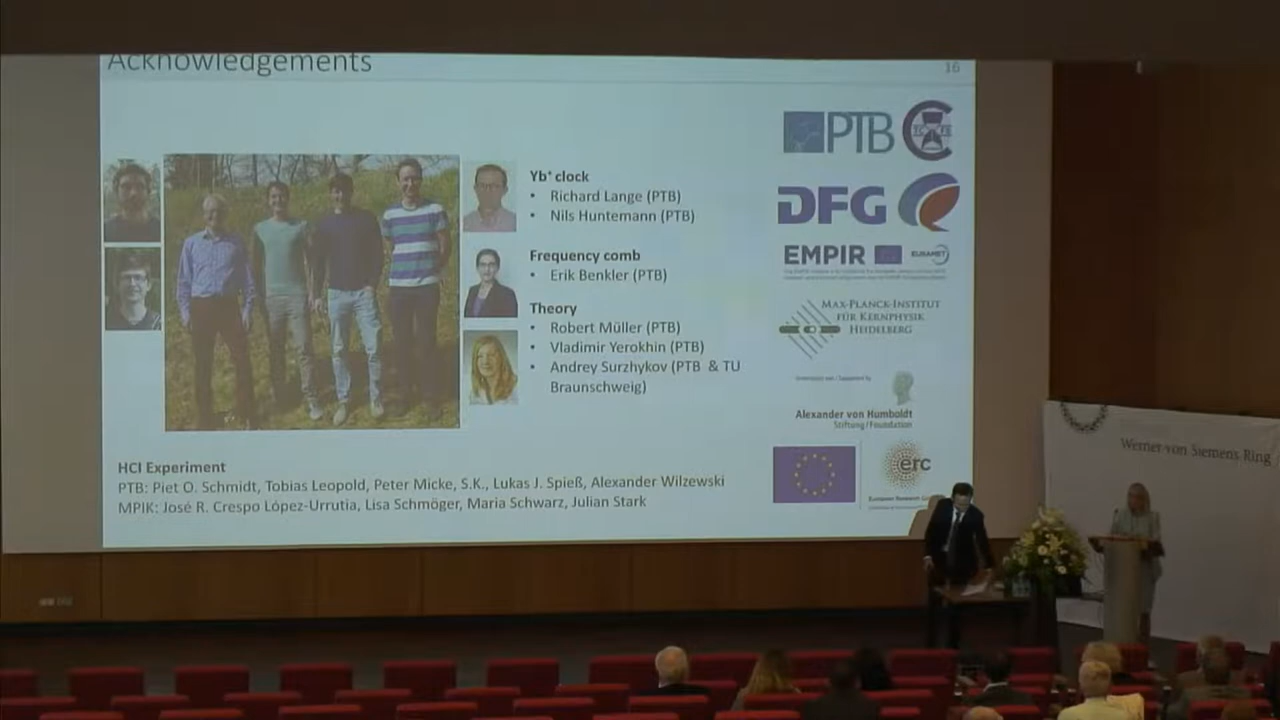 Acknowledgements
16
PTB
DFG
EMPIR
EURAMET
MAX-PLANCK-INSTITUT
FÜR KERNPHYSIK
HEIDELBERG
Alexander von Humboldt
Stiftung/Foundation
erc
European Research
Yb⁺ clock
• Richard Lange (PTB)
• Nils Huntemann (PTB)
Frequency comb
• Erik Benkler (PTB)
Theory
• Robert Müller (PTB)
• Vladimir Yerokhin (PTB)
• Andrey Surzhykov (PTB & TU
Braunschweig)
HCI Experiment
PTB: Piet O. Schmidt, Tobias Leopold, Peter Micke, S.K., Lukas J. Spieß, Alexander Wilzewski
MPIK: José R. Crespo López-Urrutia, Lisa Schmöger, Maria Schwarz, Julian Stark
Werner-von Siemens Ring